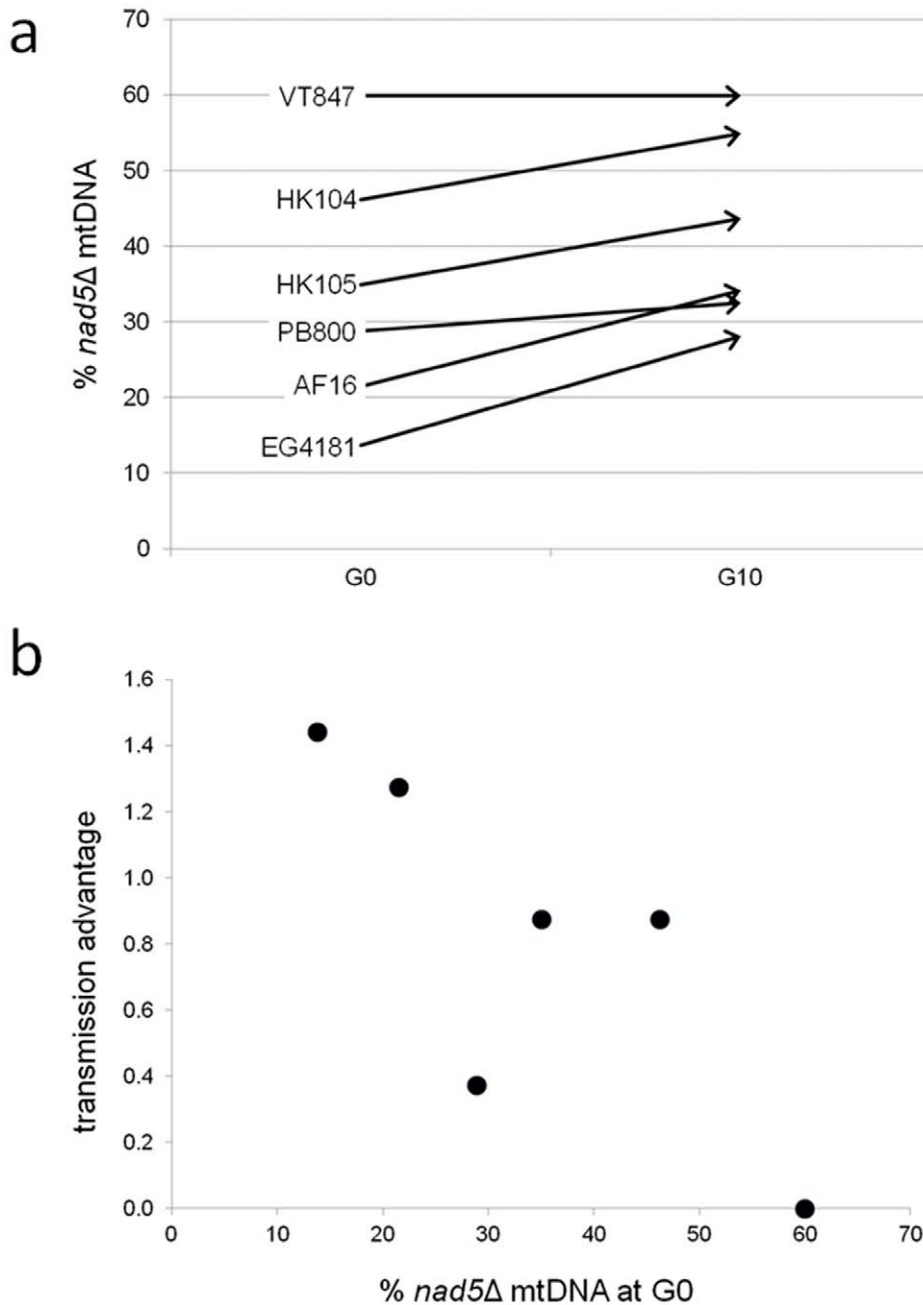 a
70
60
50
40
30
20
10
0
% nad5Δ mtDNA
VT847
HK104
HK105
PB800
AF16
EG4181
G0 G10
b
1.6
1.4
1.2
1.0
0.8
0.6
0.4
0.2
0.0
transmission advantage
0 10 20 30 40 50 60 70
% nad5Δ mtDNA at G0